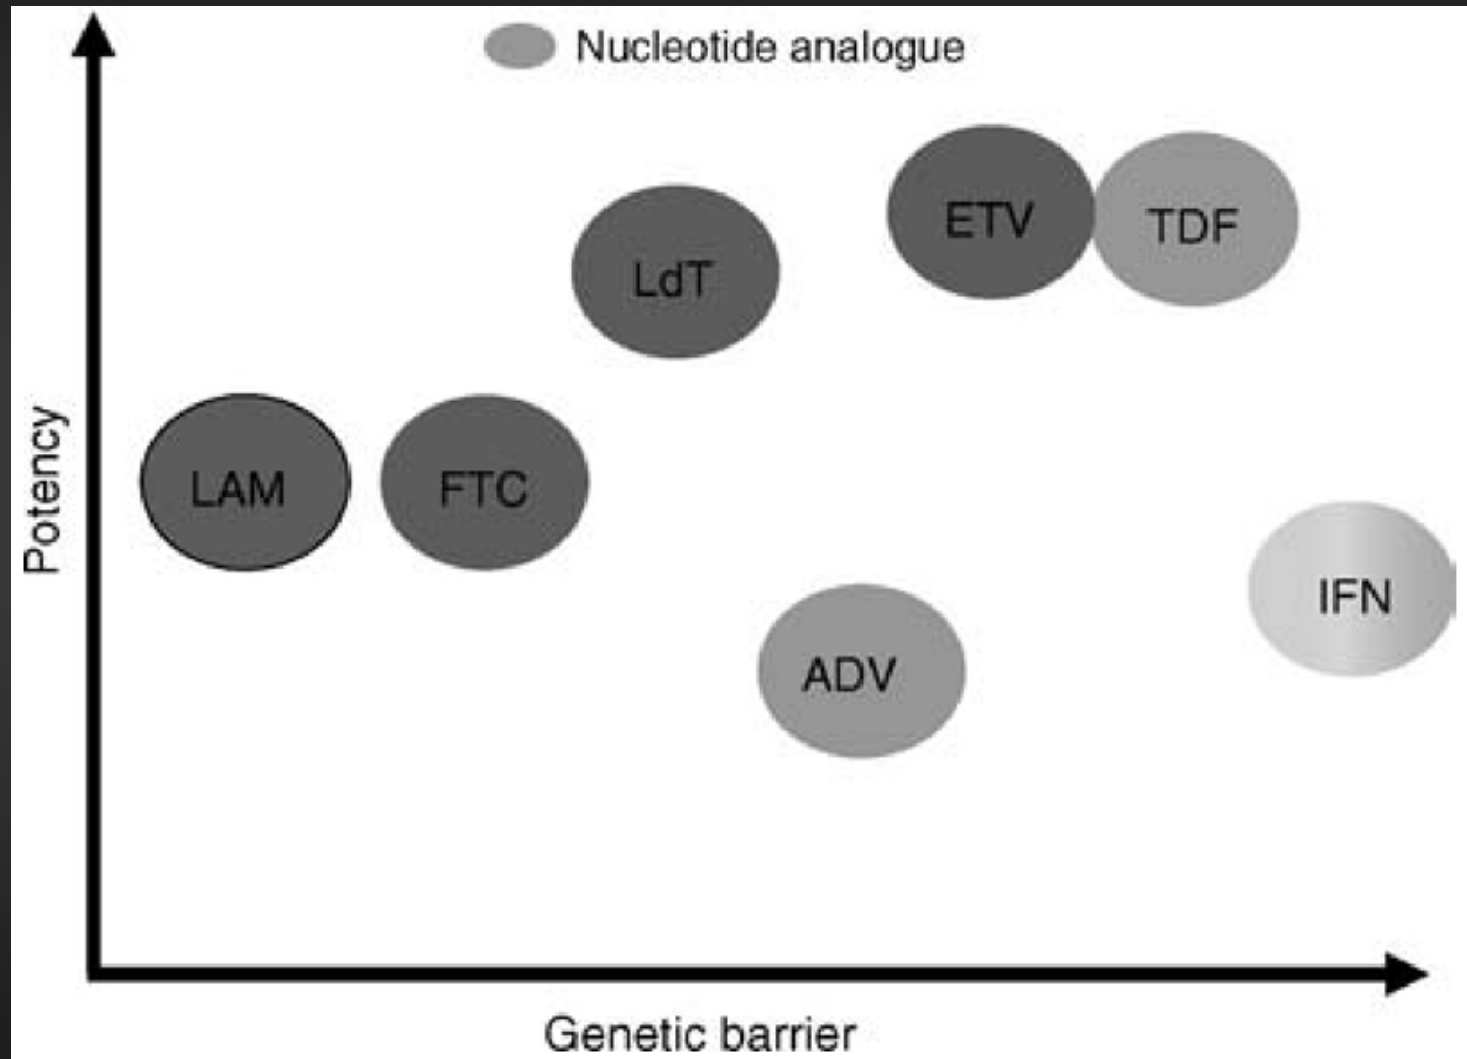 Nucleotide analogue
ETV
TDF
LdT
LAM
FTC
IFN
ADV
Potency
Genetic barrier